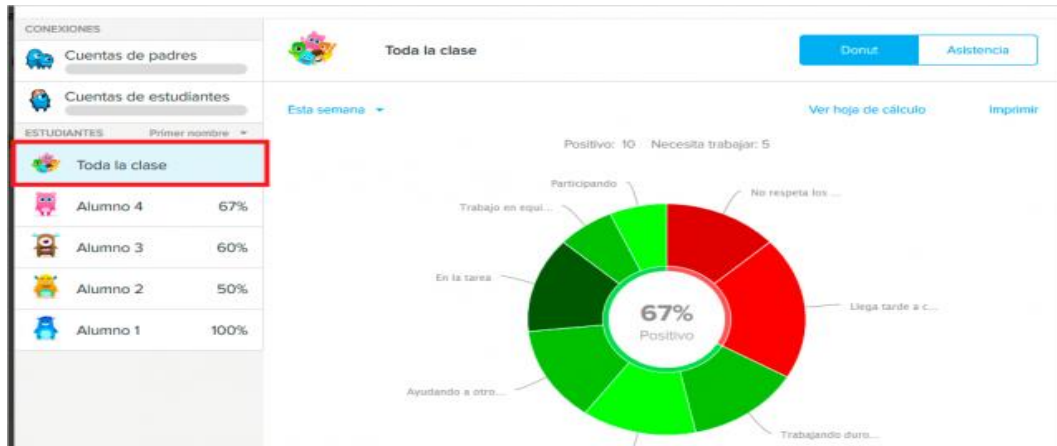 CONEXIONES
Cuentas de padres
Cuentas de estudiantes
ESTUDIANTES Primer nombre
Toda la clase
Alumno 4 67%
Alumno 3 60%
Alumno 2 50%
Alumno 1 100%
Toda la clase
Donut Asistencia
Esta semana
Ver hoja de cálculo Imprimir
Positivo: 10 Necesita trabajar: 5
Participando
No respeta los ...
Trabajo en equi...
En la tarea
Llega tarde a c...
67%
Positivo
Ayudando a otro...
Trabajando duro...